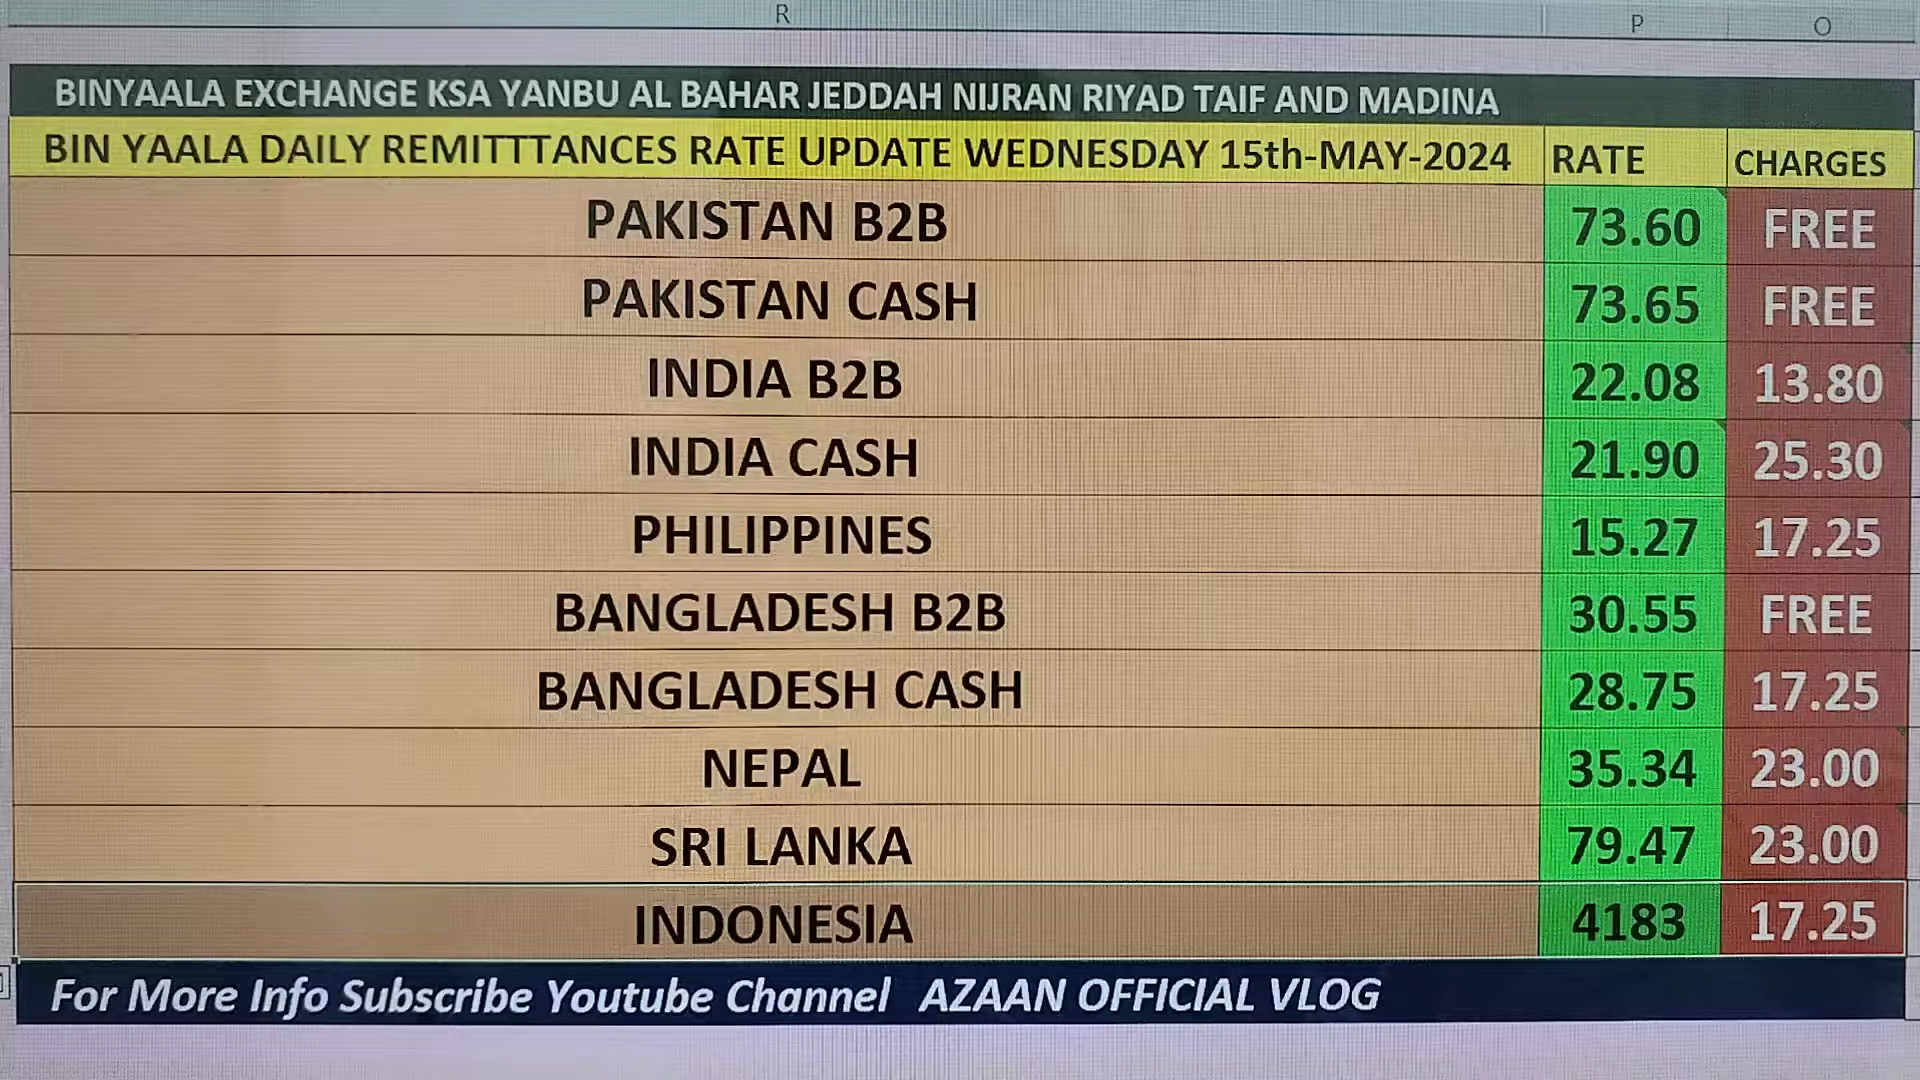 R P O
BINYAALA EXCHANGE KSA YANBU AL BAHAR JEDDAH NIJRAN RIYAD TAIF AND MADINA
BIN YAALA DAILY REMITTTANCES RATE UPDATE WEDNESDAY 15th-MAY-2024 RATE CHARGES
PAKISTAN B2B 73.60 FREE
PAKISTAN CASH 73.65 FREE
INDIA B2B 22.08 13.80
INDIA CASH 21.90 25.30
PHILIPPINES 15.27 17.25
BANGLADESH B2B 30.55 FREE
BANGLADESH CASH 28.75 17.25
NEPAL 35.34 23.00
SRI LANKA 79.47 23.00
INDONESIA 4183 17.25
For More Info Subscribe Youtube Channel AZAAN OFFICIAL VLOG